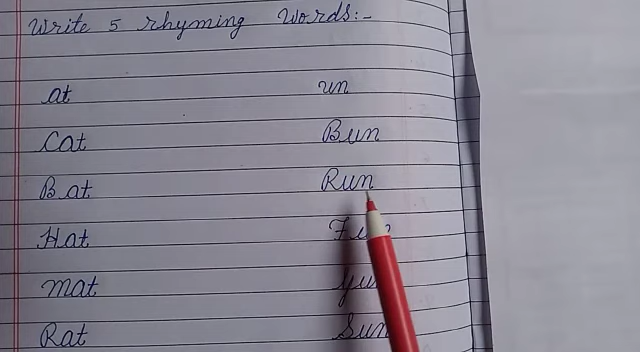 Write 5 rhyming Words:-
at un
Cat Bun
Bat Run
Hat
mat
Rat Sun